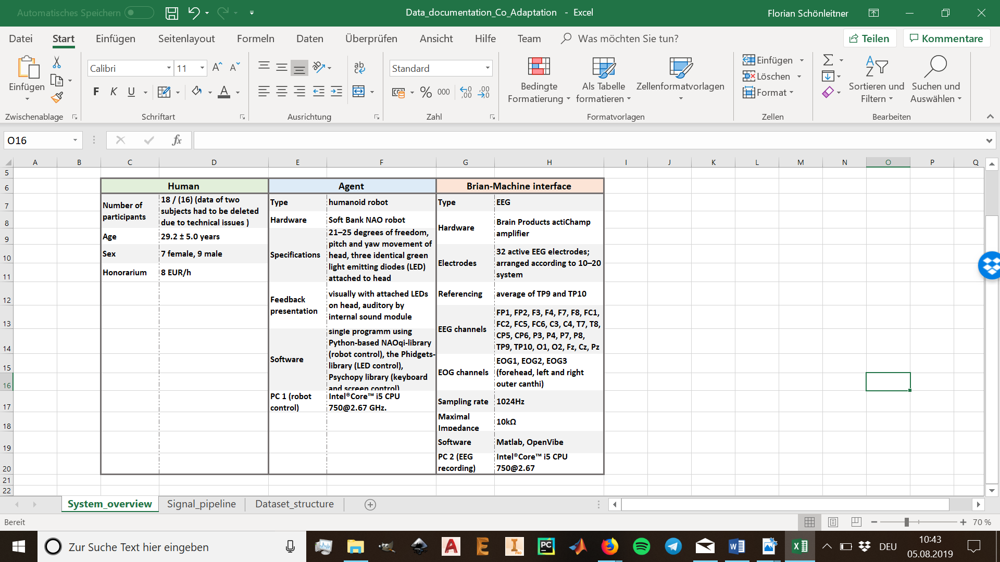 Automatisches Speichern
Data_documentation_Co_Adaptation - Excel
Florian Schönleitner
Datei Start Einfügen Seitenlayout Formeln Daten Überprüfen Ansicht Hilfe Team Was möchten Sie tun? Teilen Kommentare
Einfügen
Zwischenablage
Calibri 11
F K U
Schriftart
Ausrichtung
Standard
% 000
Zahl
Bedingte Formatierung
Als Tabelle formatieren
Zellenformatvorlagen
Formatvorlagen
Einfügen
Löschen
Format
Zellen
Sortieren und Filtern
Suchen und Auswählen
Bearbeiten
O16
fx
A B C D E F G H I J K L M N O P Q
5
6
7
8
9
10
11
12
13
14
15
16
17
18
19
20
21
22
Human
Number of participants
18 / (16) (data of two
subjects had to be deleted
due to technical issues )
Age
29.2 ± 5.0 years
Sex
7 female, 9 male
Honorarium
8 EUR/h
Agent
Type
humanoid robot
Hardware
Soft Bank NAO robot
Specifications
21–25 degrees of freedom,
pitch and yaw movement of
head, three identical green
light emitting diodes (LED)
attached to head
Feedback
presentation
visually with attached LEDs
on head, auditory by
internal sound module
Software
single programm using
Python-based NAOqi-library
(robot control), the Phidgets-
library (LED control),
Psychopy library (keyboard
and screen control)
PC 1 (robot
control)
Intel®Core™ i5 CPU
750@2.67 GHz.
Brian-Machine interface
Type
EEG
Hardware
Brain Products actiChamp
amplifier
Electrodes
32 active EEG electrodes;
arranged according to 10–20
system
Referencing
average of TP9 and TP10
EEG channels
FP1, FP2, F3, F4, F7, F8, FC1,
FC2, FC5, FC6, C3, C4, T7, T8,
CP5, CP6, P3, P4, P7, P8,
TP9, TP10, O1, O2, Fz, Cz, Pz
EOG channels
EOG1, EOG2, EOG3
(forehead, left and right
outer canthi)
Sampling rate
1024Hz
Maximal
Impedance
10kΩ
Software
Matlab, OpenVibe
PC 2 (EEG
recording)
Intel®Core™ i5 CPU
750@2.67
System_overview Signal_pipeline Dataset_structure
Bereit
70 %
Zur Suche Text hier eingeben
DEU
10:43
05.08.2019